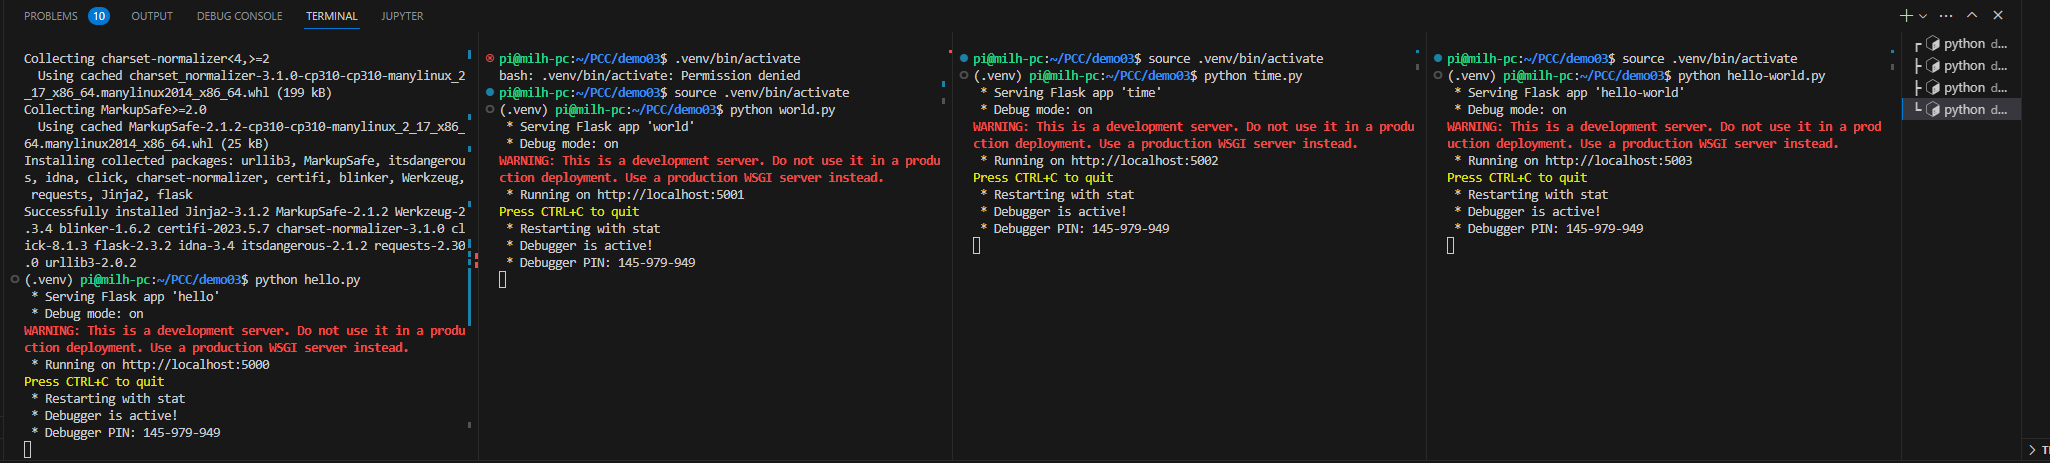 PROBLEMS 10 OUTPUT DEBUG CONSOLE TERMINAL JUPYTER
Collecting charset-normalizer<4,>=2
  Using cached charset_normalizer-3.1.0-cp310-cp310-manylinux_2
_17_x86_64.manylinux2014_x86_64.whl (199 kB)
Collecting MarkupSafe>=2.0
  Using cached MarkupSafe-2.1.2-cp310-cp310-manylinux_2_17_x86_
64.manylinux2014_x86_64.whl (25 kB)
Installing collected packages: urllib3, MarkupSafe, itsdangerou
s, idna, click, charset-normalizer, certifi, blinker, Werkzeug,
 requests, Jinja2, flask
Successfully installed Jinja2-3.1.2 MarkupSafe-2.1.2 Werkzeug-2
.3.4 blinker-1.6.2 certifi-2023.5.7 charset-normalizer-3.1.0 cl
ick-8.1.3 flask-2.3.2 idna-3.4 itsdangerous-2.1.2 requests-2.30
.0 urllib3-2.0.2
(.venv) pi@milh-pc:~/PCC/demo03$ python hello.py
 * Serving Flask app 'hello'
 * Debug mode: on
WARNING: This is a development server. Do not use it in a produ
ction deployment. Use a production WSGI server instead.
 * Running on http://localhost:5000
Press CTRL+C to quit
 * Restarting with stat
 * Debugger is active!
 * Debugger PIN: 145-979-949
pi@milh-pc:~/PCC/demo03$ .venv/bin/activate
bash: .venv/bin/activate: Permission denied
pi@milh-pc:~/PCC/demo03$ source .venv/bin/activate
(.venv) pi@milh-pc:~/PCC/demo03$ python world.py
 * Serving Flask app 'world'
 * Debug mode: on
WARNING: This is a development server. Do not use it in a produ
ction deployment. Use a production WSGI server instead.
 * Running on http://localhost:5001
Press CTRL+C to quit
 * Restarting with stat
 * Debugger is active!
 * Debugger PIN: 145-979-949
pi@milh-pc:~/PCC/demo03$ source .venv/bin/activate
(.venv) pi@milh-pc:~/PCC/demo03$ python time.py
 * Serving Flask app 'time'
 * Debug mode: on
WARNING: This is a development server. Do not use it in a produ
ction deployment. Use a production WSGI server instead.
 * Running on http://localhost:5002
Press CTRL+C to quit
 * Restarting with stat
 * Debugger is active!
 * Debugger PIN: 145-979-949
pi@milh-pc:~/PCC/demo03$ source .venv/bin/activate
(.venv) pi@milh-pc:~/PCC/demo03$ python hello-world.py
 * Serving Flask app 'hello-world'
 * Debug mode: on
WARNING: This is a development server. Do not use it in a prod
uction deployment. Use a production WSGI server instead.
 * Running on http://localhost:5003
Press CTRL+C to quit
 * Restarting with stat
 * Debugger is active!
 * Debugger PIN: 145-979-949
python d...
python d...
python d...
python d...